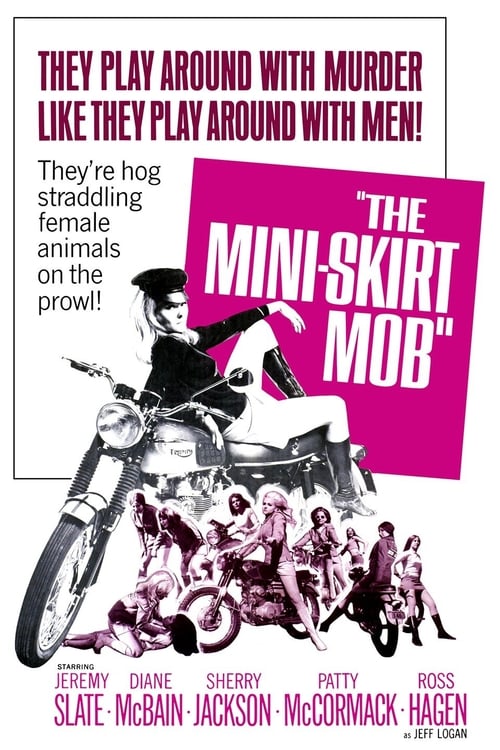 THEY PLAY AROUND WITH MURDER
LIKE THEY PLAY AROUND WITH MEN!
They're hog
straddling
female
animals
on the
prowl!
"THE
MINI-SKIRT
MOB"
TRIUMPH
STARRING
JEREMY DIANE SHERRY PATTY ROSS
SLATE · McBAIN · JACKSON · McCORMACK · HAGEN
as JEFF LOGAN